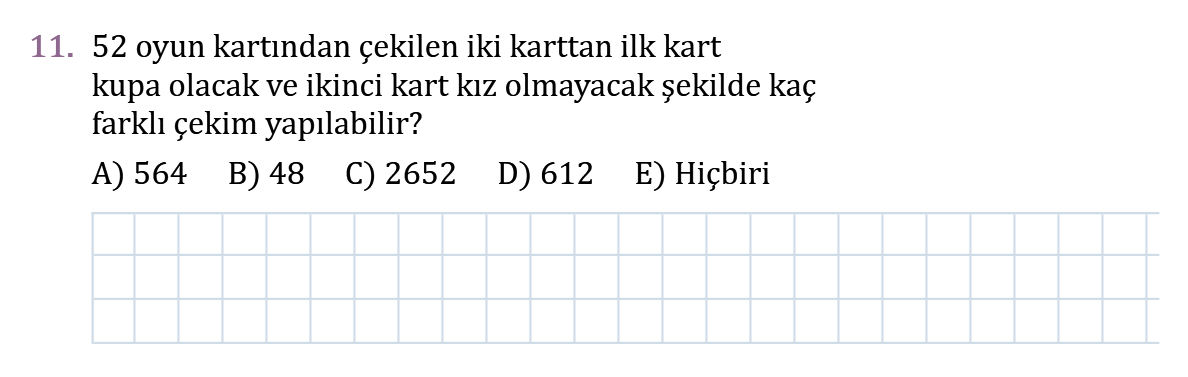 11. 52 oyun kartından çekilen iki karttan ilk kart
kupa olacak ve ikinci kart kız olmayacak şekilde kaç
farklı çekim yapılabilir?
A) 564 B) 48 C) 2652 D) 612 E) Hiçbiri